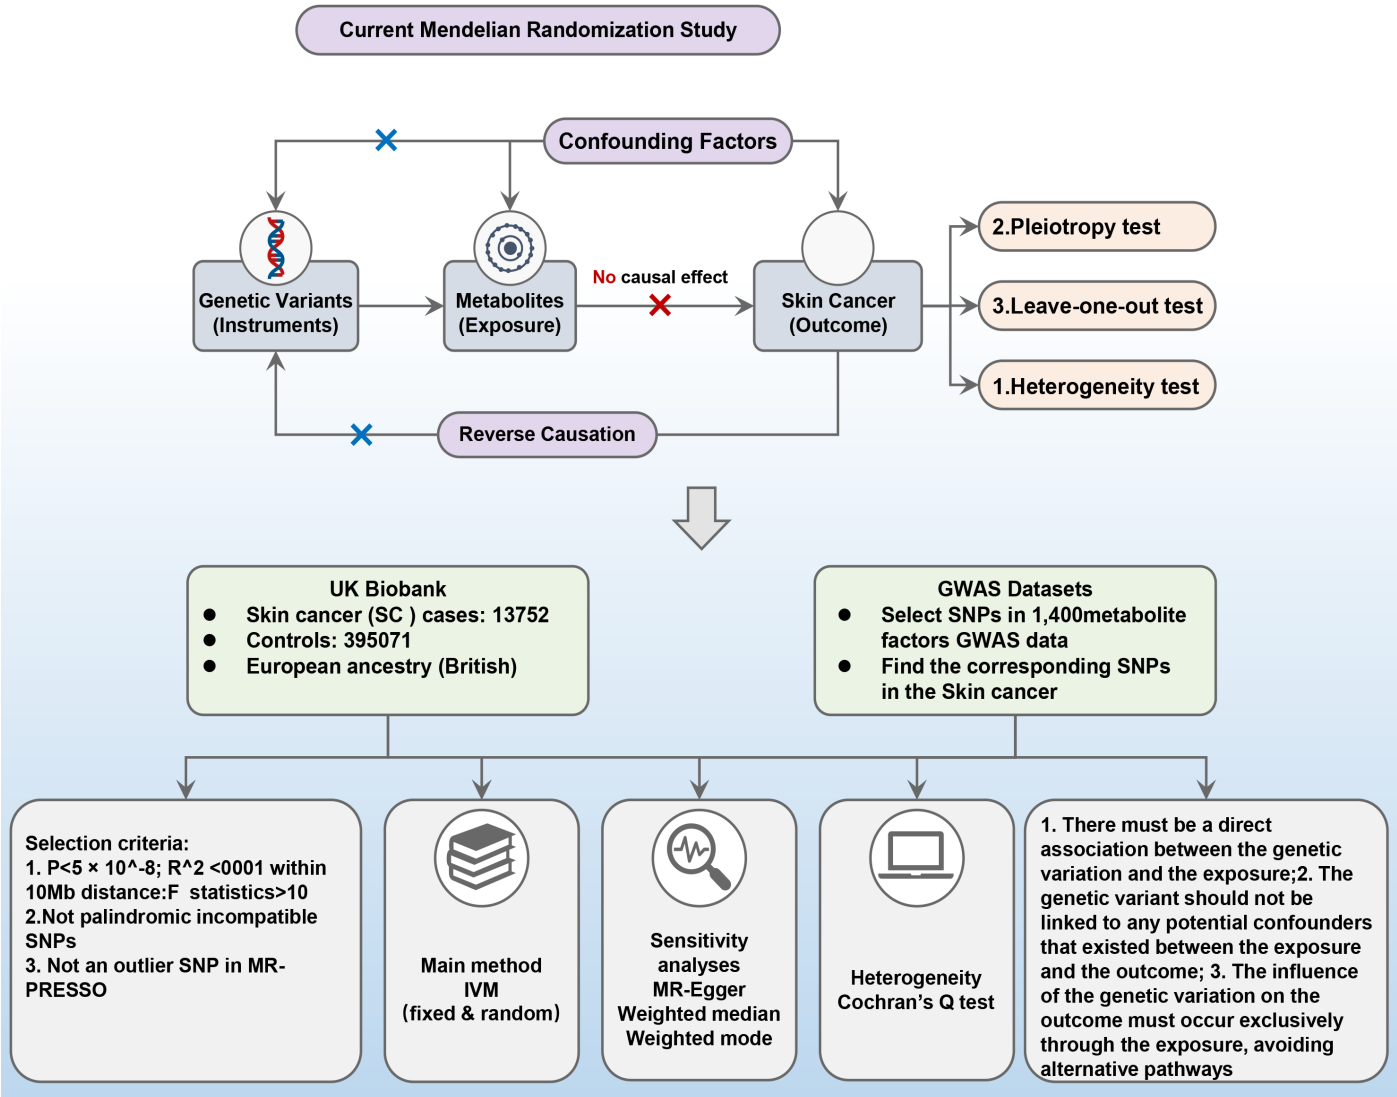 Current Mendelian Randomization Study
Confounding Factors
Genetic Variants
(Instruments)
Metabolites
(Exposure)
No causal effect
Skin Cancer
(Outcome)
2.Pleiotropy test
3.Leave-one-out test
1.Heterogeneity test
Reverse Causation
UK Biobank
● Skin cancer (SC ) cases: 13752
● Controls: 395071
● European ancestry (British)
GWAS Datasets
● Select SNPs in 1,400metabolite
factors GWAS data
● Find the corresponding SNPs
in the Skin cancer
Selection criteria:
1. P<5 × 10^-8; R^2 <0001 within
10Mb distance:F statistics>10
2.Not palindromic incompatible
SNPs
3. Not an outlier SNP in MR-
PRESSO
Main method
IVM
(fixed & random)
Sensitivity
analyses
MR-Egger
Weighted median
Weighted mode
Heterogeneity
Cochran's Q test
1. There must be a direct
association between the genetic
variation and the exposure;2. The
genetic variant should not be
linked to any potential confounders
that existed between the exposure
and the outcome; 3. The influence
of the genetic variation on the
outcome must occur exclusively
through the exposure, avoiding
alternative pathways